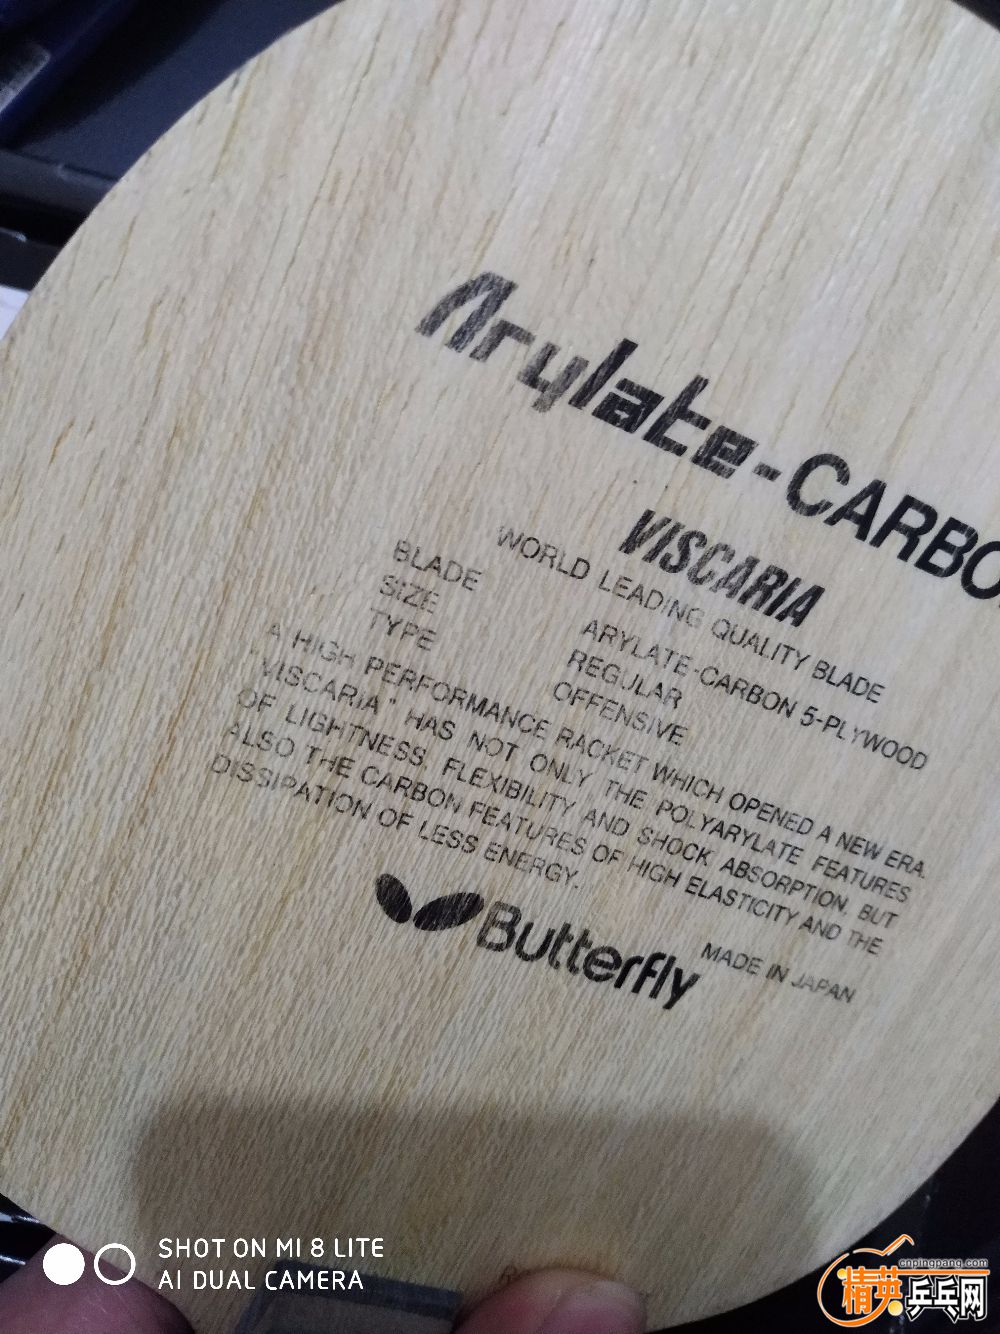 Arylate-CARBO
VISCARIA
WORLD LEADING QUALITY BLADE
BLADE ARYLATE-CARBON 5-PLYWOOD
SIZE REGULAR
TYPE OFFENSIVE
A HIGH PERFORMANCE RACKET WHICH OPENED A NEW ERA.
"VISCARIA" HAS NOT ONLY THE POLYARYLATE FEATURES
OF LIGHTNESS, FLEXIBILITY AND SHOCK ABSORPTION, BUT
ALSO THE CARBON FEATURES OF HIGH ELASTICITY AND THE
DISSIPATION OF LESS ENERGY.
Butterfly MADE IN JAPAN
SHOT ON MI 8 LITE
AI DUAL CAMERA
cnpingpang.com
精英乒乓网